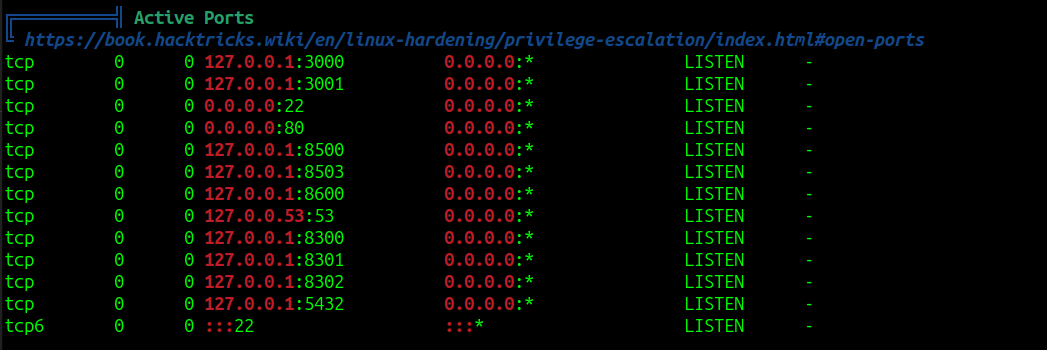 Active Ports
https://book.hacktricks.wiki/en/linux-hardening/privilege-escalation/index.html#open-ports
tcp 0 0 127.0.0.1:3000 0.0.0.0:* LISTEN -
tcp 0 0 127.0.0.1:3001 0.0.0.0:* LISTEN -
tcp 0 0 0.0.0.0:22 0.0.0.0:* LISTEN -
tcp 0 0 0.0.0.0:80 0.0.0.0:* LISTEN -
tcp 0 0 127.0.0.1:8500 0.0.0.0:* LISTEN -
tcp 0 0 127.0.0.1:8503 0.0.0.0:* LISTEN -
tcp 0 0 127.0.0.1:8600 0.0.0.0:* LISTEN -
tcp 0 0 127.0.0.53:53 0.0.0.0:* LISTEN -
tcp 0 0 127.0.0.1:8300 0.0.0.0:* LISTEN -
tcp 0 0 127.0.0.1:8301 0.0.0.0:* LISTEN -
tcp 0 0 127.0.0.1:8302 0.0.0.0:* LISTEN -
tcp 0 0 127.0.0.1:5432 0.0.0.0:* LISTEN -
tcp6 0 0 :::22 :::* LISTEN -